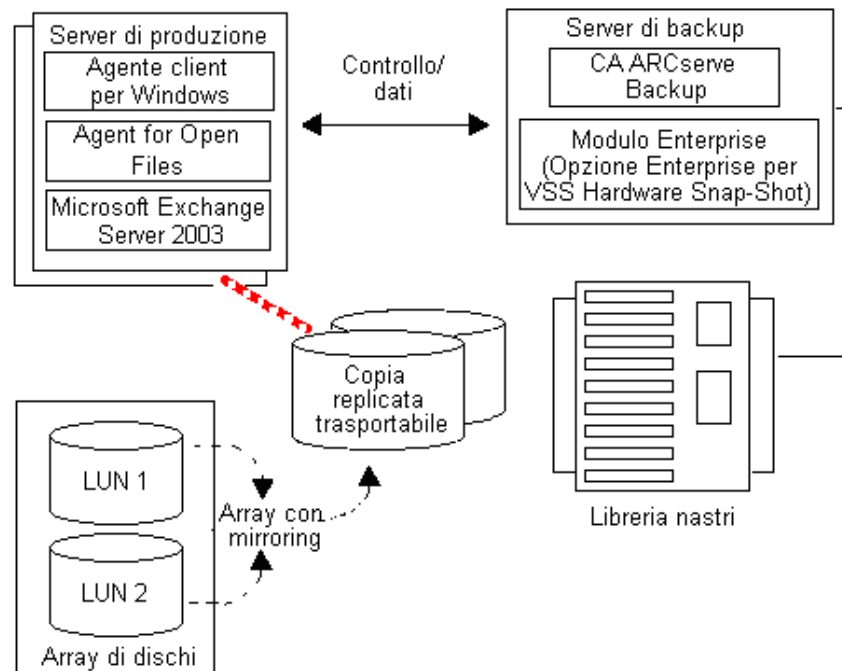 Server di produzione
Agente client
per Windows
Agent for Open
Files
Microsoft Exchange
Server 2003
Controllo/
dati
Server di backup
CA ARCserve
Backup
Modulo Enterprise
(Opzione Enterprise per
VSS Hardware Snap-Shot)
Copia
replicata
trasportabile
LUN 1
LUN 2
Array con
mirroring
Array di dischi
Libreria nastri